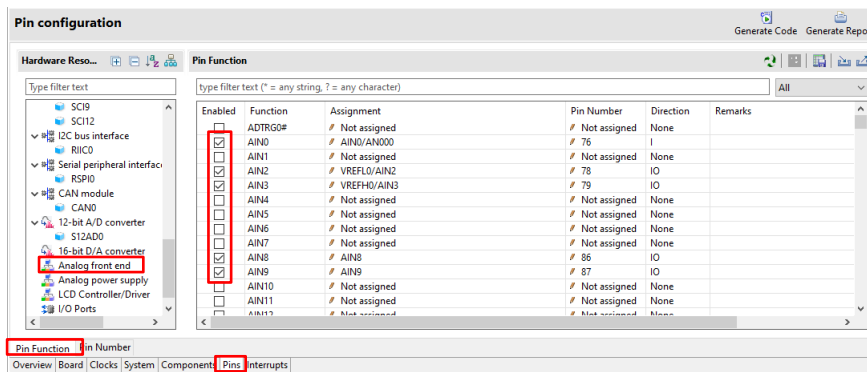 Pin configuration
Generate Code Generate Repo
Hardware Reso...
Pin Function
Type filter text
type filter text (* = any string, ? = any character)
All
SCI9
SCI12
I2C bus interface
RIIC0
Serial peripheral interface
RSPI0
CAN module
CAN0
12-bit A/D converter
S12AD0
16-bit D/A converter
Analog front end
Analog power supply
LCD Controller/Driver
I/O Ports
Enabled Function Assignment Pin Number Direction Remarks
ADTRG0# Not assigned Not assigned None
AIN0 AIN0/AN000 76 I
AIN1 Not assigned Not assigned None
AIN2 VREFL0/AIN2 78 IO
AIN3 VREFH0/AIN3 79 IO
AIN4 Not assigned Not assigned None
AIN5 Not assigned Not assigned None
AIN6 Not assigned Not assigned None
AIN7 Not assigned Not assigned None
AIN8 AIN8 86 IO
AIN9 AIN9 87 IO
AIN10 Not assigned Not assigned None
AIN11 Not assigned Not assigned None
AIN12 Not assigned Not assigned None
Pin Function Pin Number
Overview Board Clocks System Components Pins Interrupts